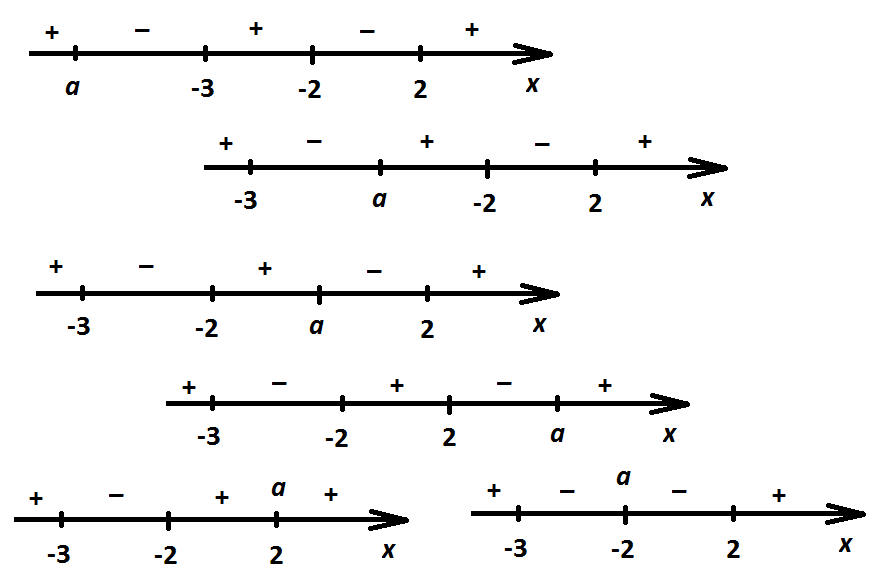 + – + – +
a -3 -2 2 x
+ – + – +
-3 a -2 2 x
+ – + – +
-3 -2 a 2 x
+ – + – +
-3 -2 2 a x
+ – + a +
-3 -2 2 x
+ – a – +
-3 -2 2 x